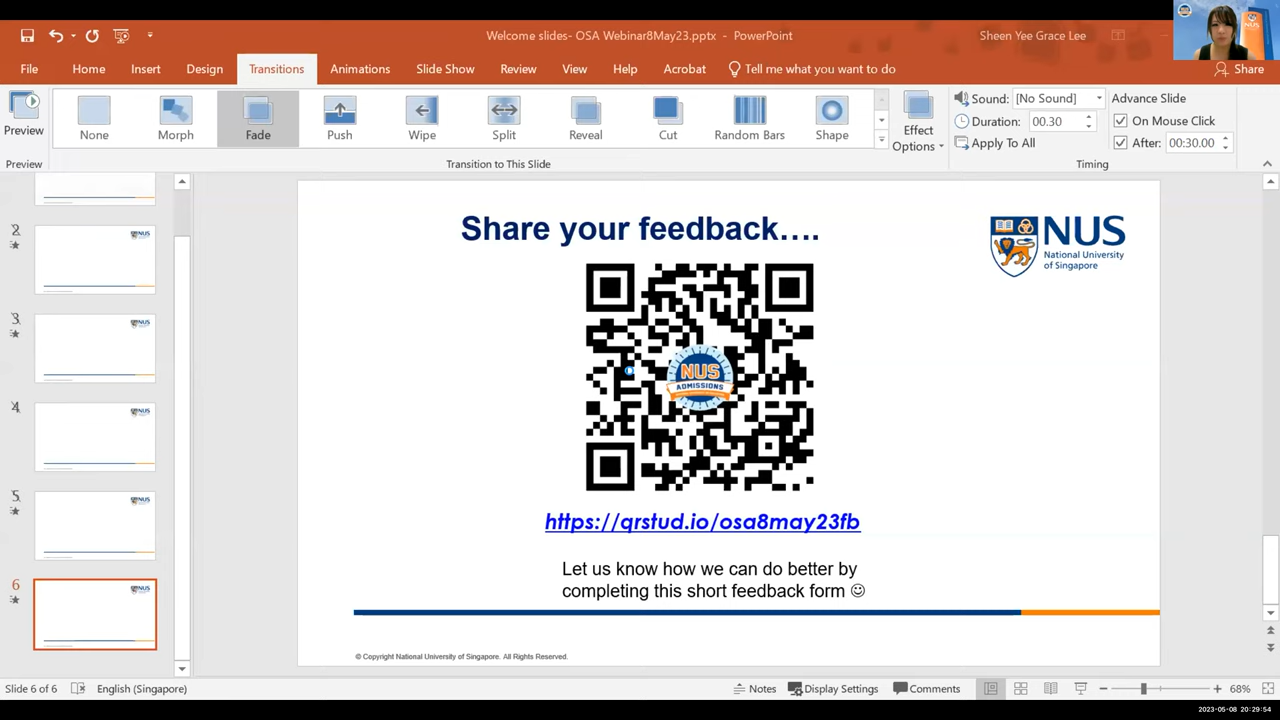 Welcome slides- OSA Webinar8May23.pptx - PowerPoint
Sheen Yee Grace Lee
File Home Insert Design Transitions Animations Slide Show Review View Help Acrobat Tell me what you want to do Share
Preview
None Morph Fade Push Wipe Split Reveal Cut Random Bars Shape
Effect
Options
Sound: [No Sound]
Duration: 00.30
Apply To All
Advance Slide
On Mouse Click
After: 00:30.00
Preview Transition to This Slide Timing
2
3
4
5
6
Share your feedback….
NUS
National University
of Singapore
NUS
ADMISSIONS
https://qrstud.io/osa8may23fb
Let us know how we can do better by
completing this short feedback form ☺
© Copyright National University of Singapore. All Rights Reserved.
Slide 6 of 6 English (Singapore) Notes Display Settings Comments 68%
2023-05-08 20:29:54